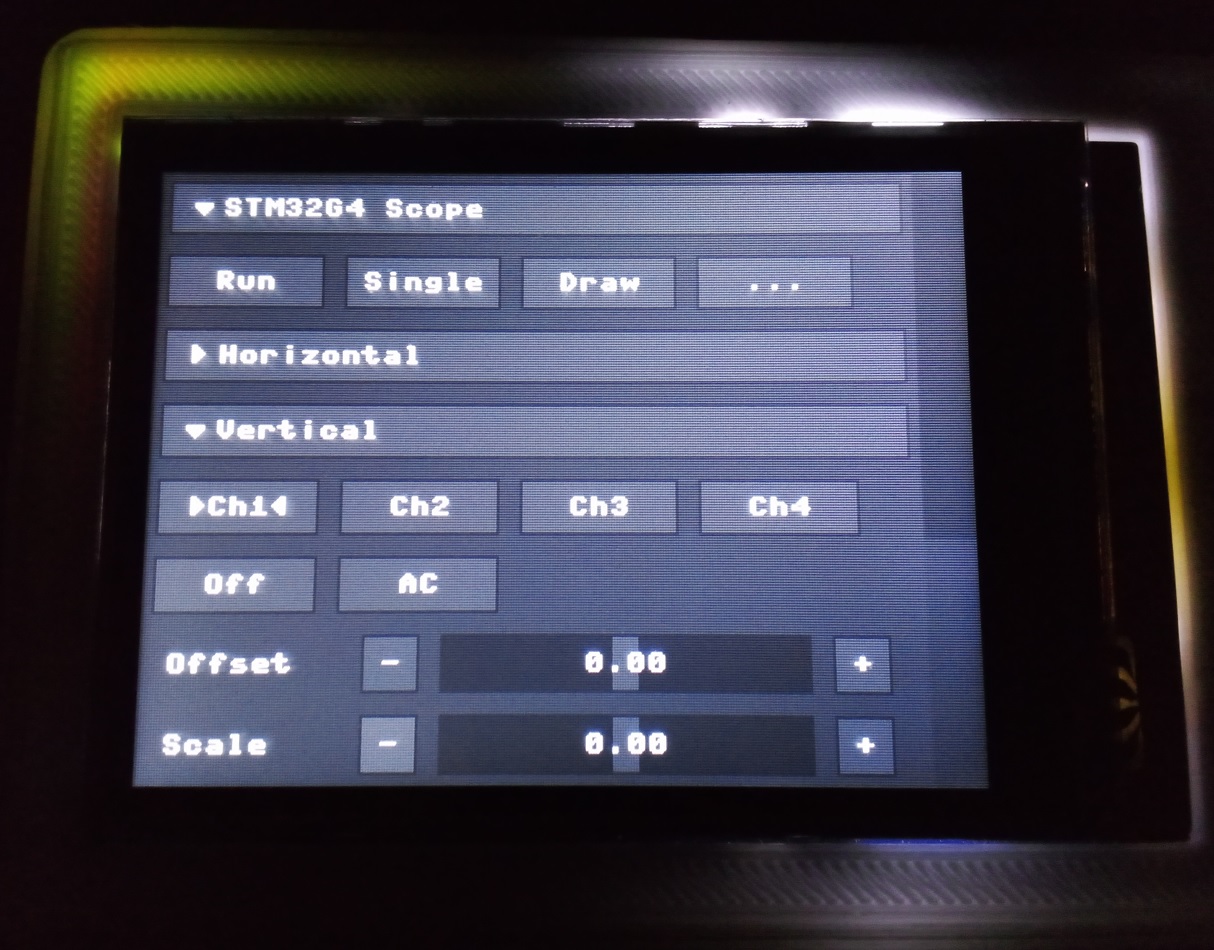 STM32G4 Scope
Run Single Draw ...
Horizontal
Vertical
Ch1 Ch2 Ch3 Ch4
Off AC
Offset - 0.00 +
Scale - 0.00 +